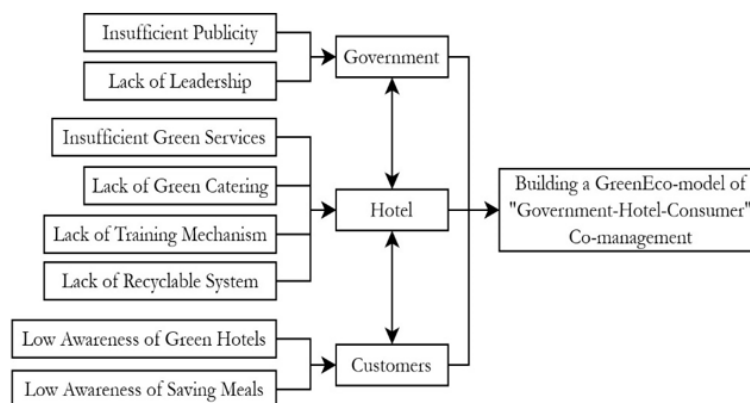 Insufficient Publicity
Lack of Leadership
Government
Insufficient Green Services
Lack of Green Catering
Lack of Training Mechanism
Lack of Recyclable System
Hotel
Low Awareness of Green Hotels
Low Awareness of Saving Meals
Customers
Building a GreenEco-model of
"Government-Hotel-Consumer"
Co-management